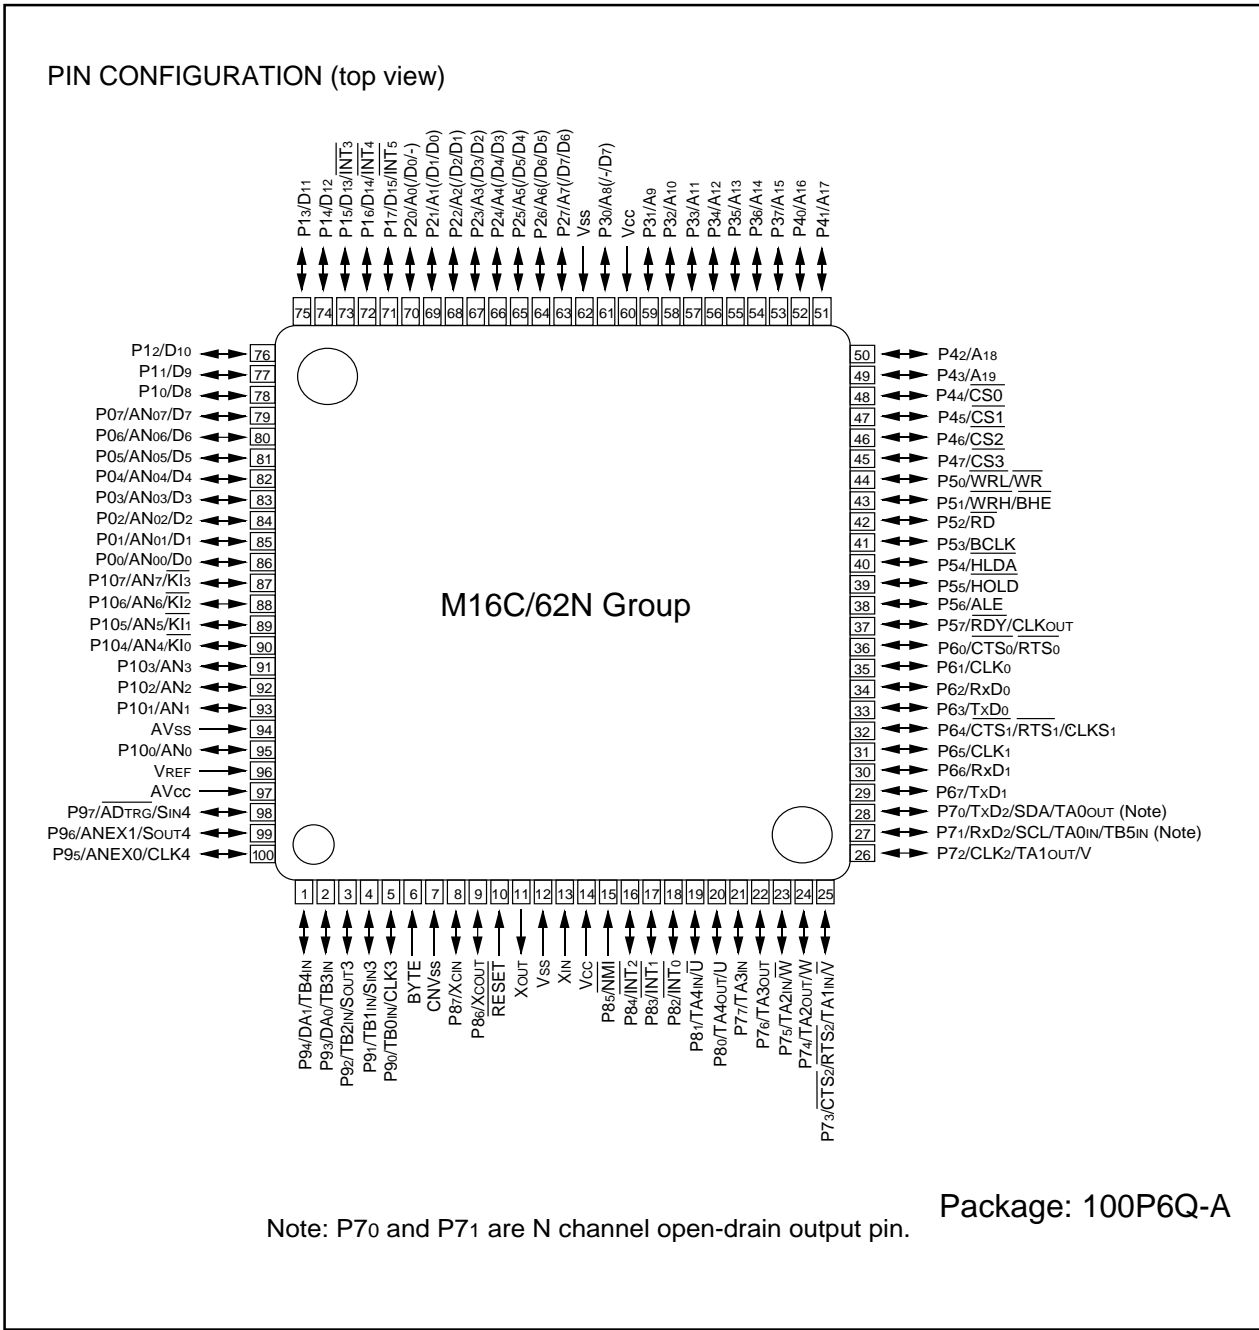 PIN CONFIGURATION (top view)
P13/D11
P14/D12
P15/D13/INT3
P16/D14/INT4
P17/D15/INT5
P20/A0(/D0/-)
P21/A1(/D1/D0)
P22/A2(/D2/D1)
P23/A3(/D3/D2)
P24/A4(/D4/D3)
P25/A5(/D5/D4)
P26/A6(/D6/D5)
P27/A7(/D7/D6)
Vss
P30/A8(/-/D7)
Vcc
P31/A9
P32/A10
P33/A11
P34/A12
P35/A13
P36/A14
P37/A15
P40/A16
P41/A17
75 74 73 72 71 70 69 68 67 66 65 64 63 62 61 60 59 58 57 56 55 54 53 52 51
P12/D10 76
P11/D9 77
P10/D8 78
P07/AN07/D7 79
P06/AN06/D6 80
P05/AN05/D5 81
P04/AN04/D4 82
P03/AN03/D3 83
P02/AN02/D2 84
P01/AN01/D1 85
P00/AN00/D0 86
P107/AN7/KI3 87
P106/AN6/KI2 88
P105/AN5/KI1 89
P104/AN4/KI0 90
P103/AN3 91
P102/AN2 92
P101/AN1 93
AVSS 94
P100/AN0 95
VREF 96
AVcc 97
P97/ADTRG/SIN4 98
P96/ANEX1/SOUT4 99
P95/ANEX0/CLK4 100
M16C/62N Group
50 P42/A18
49 P43/A19
48 P44/CS0
47 P45/CS1
46 P46/CS2
45 P47/CS3
44 P50/WRL/WR
43 P51/WRH/BHE
42 P52/RD
41 P53/BCLK
40 P54/HLDA
39 P55/HOLD
38 P56/ALE
37 P57/RDY/CLKOUT
36 P60/CTS0/RTS0
35 P61/CLK0
34 P62/RxD0
33 P63/TxD0
32 P64/CTS1/RTS1/CLKS1
31 P65/CLK1
30 P66/RxD1
29 P67/TxD1
28 P70/TxD2/SDA/TA0OUT (Note)
27 P71/RxD2/SCL/TA0IN/TB5IN (Note)
26 P72/CLK2/TA1OUT/V
1 2 3 4 5 6 7 8 9 10 11 12 13 14 15 16 17 18 19 20 21 22 23 24 25
P94/DA1/TB4IN
P93/DA0/TB3IN
P92/TB2IN/SOUT3
P91/TB1IN/SIN3
P90/TB0IN/CLK3
BYTE
CNVss
P87/XCIN
P86/XCOUT
RESET
XOUT
VSS
XIN
VCC
P85/NMI
P84/INT2
P83/INT1
P82/INT0
P81/TA4IN/U
P80/TA4OUT/U
P77/TA3IN
P76/TA3OUT
P75/TA2IN/W
P74/TA2OUT/W
P73/CTS2/RTS2/TA1IN/V
Package: 100P6Q-A
Note: P70 and P71 are N channel open-drain output pin.